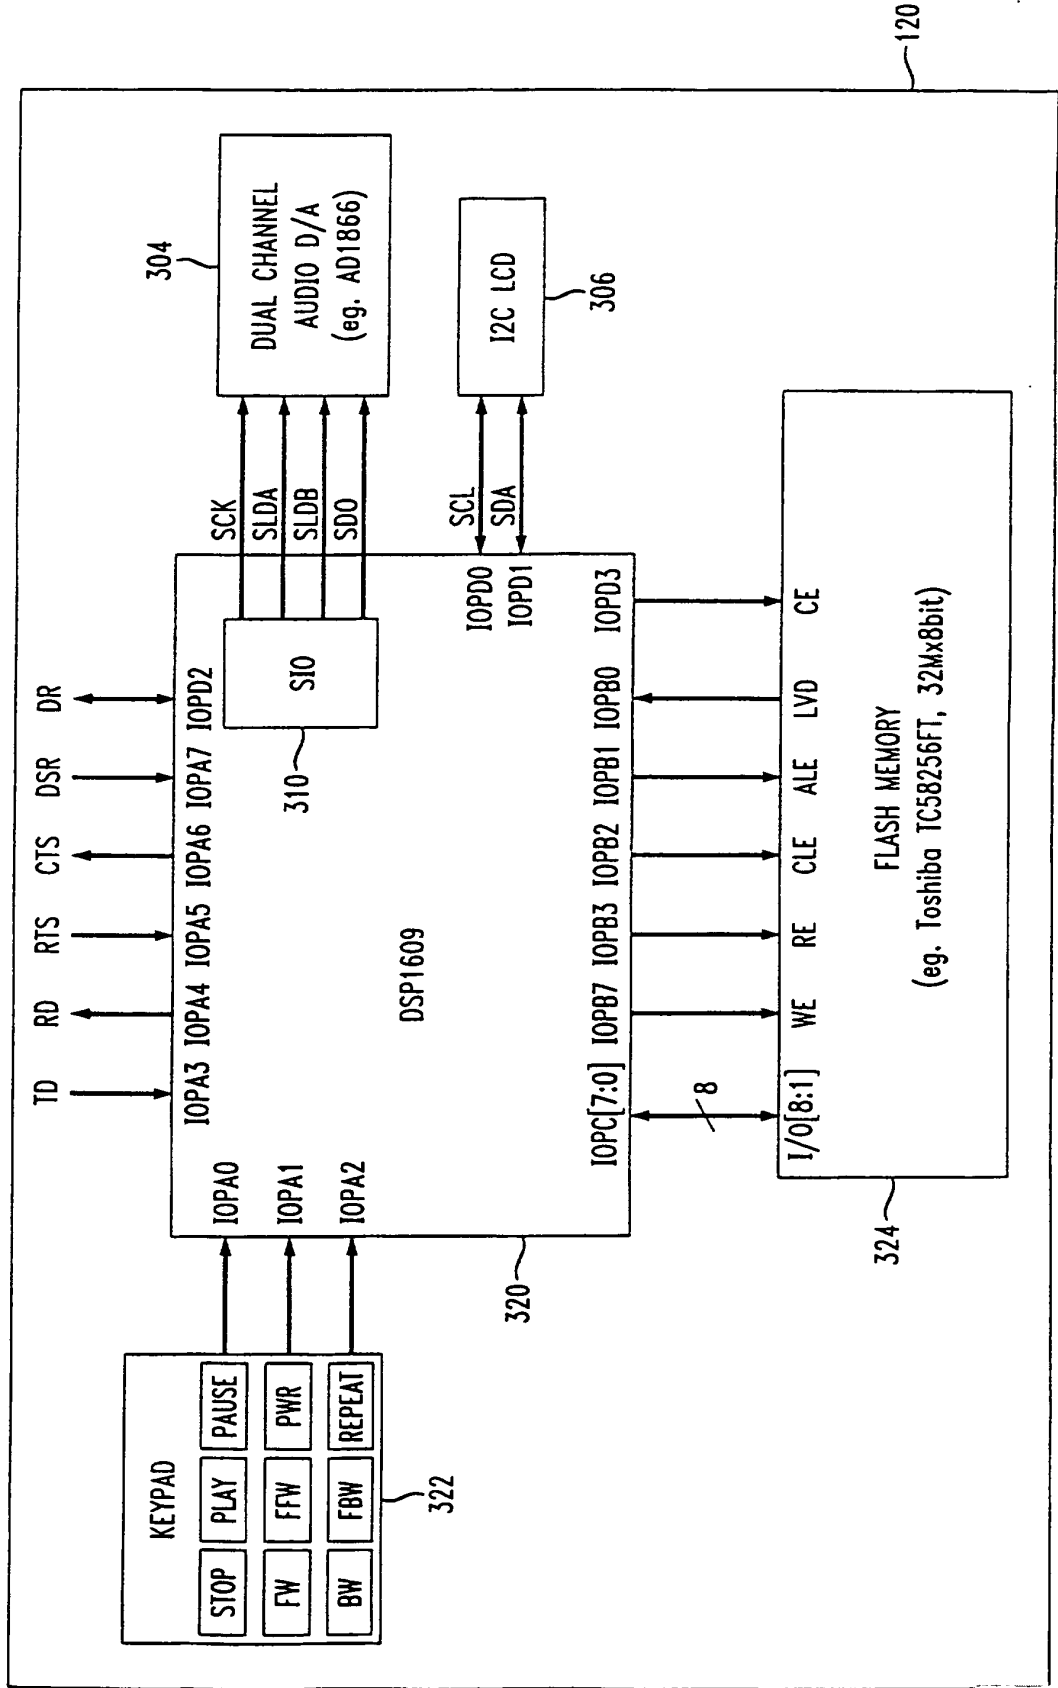 120
KEYPAD
STOP
PLAY
PAUSE
FW
FFW
PWR
BW
FBW
REPEAT
322
TD
RD
RTS
CTS
DSR
DR
IOPA3
IOPA4
IOPA5
IOPA6
IOPA7
IOPD2
IOPA0
IOPA1
IOPA2
SIO
310
DSP1609
320
SCK
SLDA
SLDB
SDO
304
DUAL CHANNEL
AUDIO D/A
(eg. AD1866)
IOPD0
IOPD1
SCL
SDA
I2C LCD
306
IOPC[7:0]
IOPB7
IOPB3
IOPB2
IOPB1
IOPB0
IOPD3
8
I/O[8:1]
WE
RE
CLE
ALE
LVD
CE
FLASH MEMORY
(eg. Toshiba TC58256FT, 32Mx8bit)
324